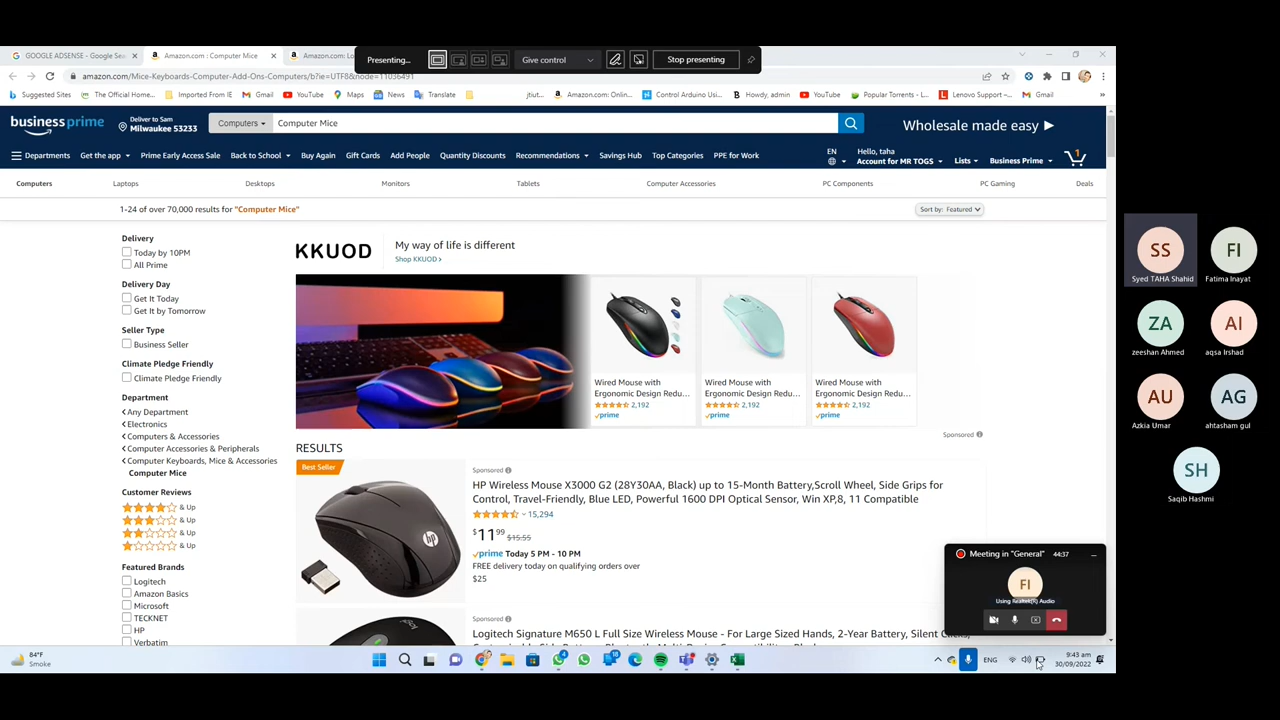 GOOGLE ADSENSE - Google Se
Amazon.com : Computer Mice
Amazon.com: Lo
Presenting...
Give control
Stop presenting
amazon.com/Mice-Keyboards-Computer-Add-Ons-Computers/b?ie=UTF8&node=11036491
Suggested Sites
The Official Home...
Imported From IE
Gmail
YouTube
Maps
News
Translate
jtiut...
Amazon.com: Onlin...
Control Arduino Usin...
Howdy, admin
YouTube
Popular Torrents - L...
Lenovo Support –...
Gmail
business prime
Deliver to Sam
Milwaukee 53233
Computers
Computer Mice
Wholesale made easy
Departments
Get the app
Prime Early Access Sale
Back to School
Buy Again
Gift Cards
Add People
Quantity Discounts
Recommendations
Savings Hub
Top Categories
PPE for Work
EN
Hello, taha
Account for MR TOGS
Lists
Business Prime
1
Computers
Laptops
Desktops
Monitors
Tablets
Computer Accessories
PC Components
PC Gaming
Deals
1-24 of over 70,000 results for "Computer Mice"
Sort by: Featured
Delivery
Today by 10PM
All Prime
Delivery Day
Get It Today
Get It by Tomorrow
Seller Type
Business Seller
Climate Pledge Friendly
Climate Pledge Friendly
Department
Any Department
Electronics
Computers & Accessories
Computer Accessories & Peripherals
Computer Keyboards, Mice & Accessories
Computer Mice
Customer Reviews
& Up
& Up
& Up
& Up
Featured Brands
Logitech
Amazon Basics
Microsoft
TECKNET
HP
Verbatim
KKUOD
My way of life is different
Shop KKUOD ›
Wired Mouse with
Ergonomic Design Redu...
2,192
prime
Wired Mouse with
Ergonomic Design Redu...
2,192
prime
Wired Mouse with
Ergonomic Design Redu...
2,192
prime
Sponsored
RESULTS
Best Seller
hp
Sponsored
HP Wireless Mouse X3000 G2 (28Y30AA, Black) up to 15-Month Battery,Scroll Wheel, Side Grips for
Control, Travel-Friendly, Blue LED, Powerful 1600 DPI Optical Sensor, Win XP,8, 11 Compatible
15,294
$11 99 $15.55
prime Today 5 PM - 10 PM
FREE delivery today on qualifying orders over
$25
Sponsored
Logitech Signature M650 L Full Size Wireless Mouse - For Large Sized Hands, 2-Year Battery, Silent Clicks,
Meeting in "General"
44:37
FI
Using Realtek(R) Audio
SS
Syed TAHA Shahid
FI
Fatima Inayat
ZA
zeeshan Ahmed
AI
aqsa Irshad
AU
Azkia Umar
AG
ahtasham gul
SH
Saqib Hashmi
84°F
Smoke
ENG
9:43 am
30/09/2022